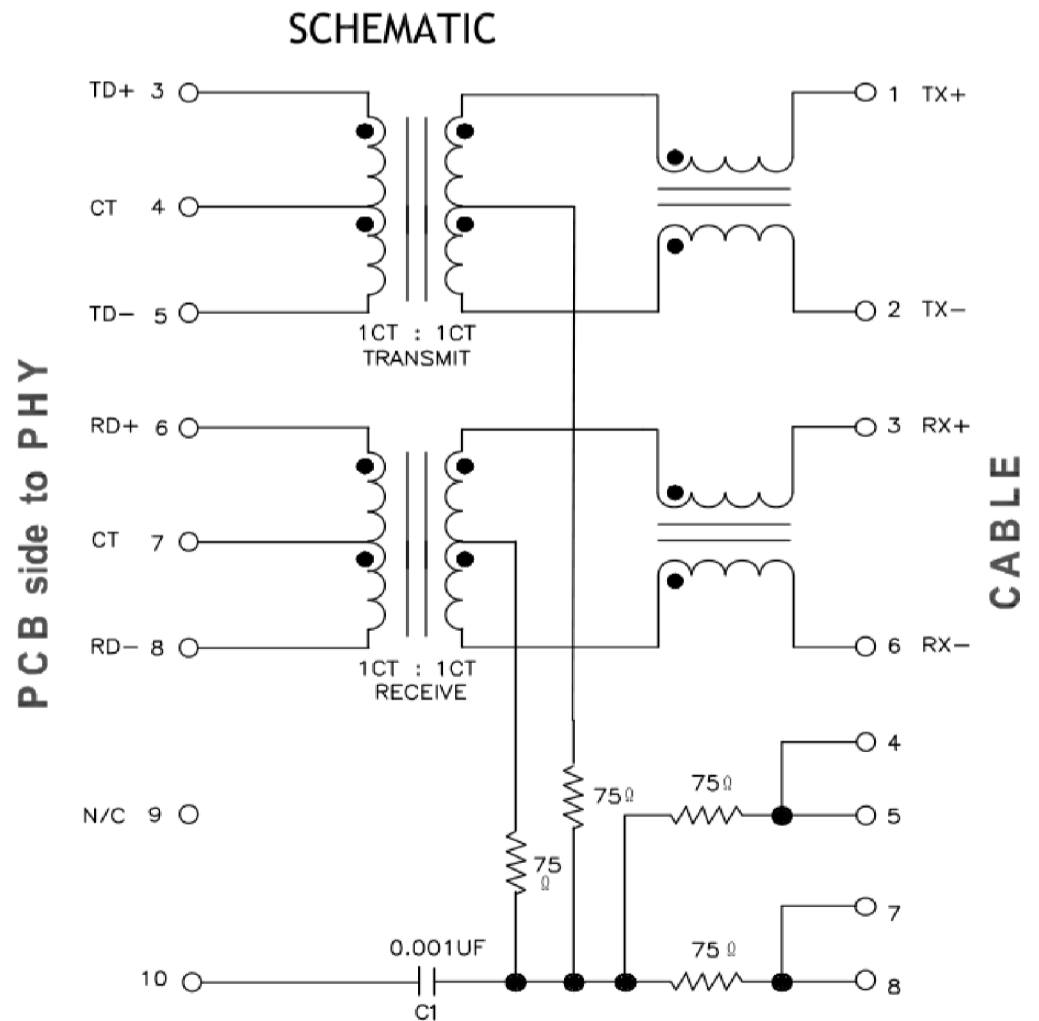 SCHEMATIC
TD+ 3
1 TX+
CT 4
TD− 5
2 TX−
1CT : 1CT
TRANSMIT
PCB side to PHY
RD+ 6
3 RX+
CABLE
CT 7
RD− 8
6 RX−
1CT : 1CT
RECEIVE
4
75Ω
75Ω
N/C 9
5
75
Ω
7
0.001UF
75Ω
10
8
C1